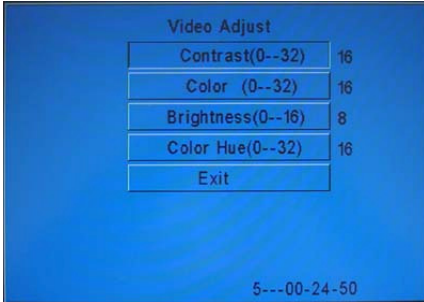 Video Adjust
Contrast(0--32) 16
Color (0--32) 16
Brightness(0--16) 8
Color Hue(0--32) 16
Exit
5---00-24-50